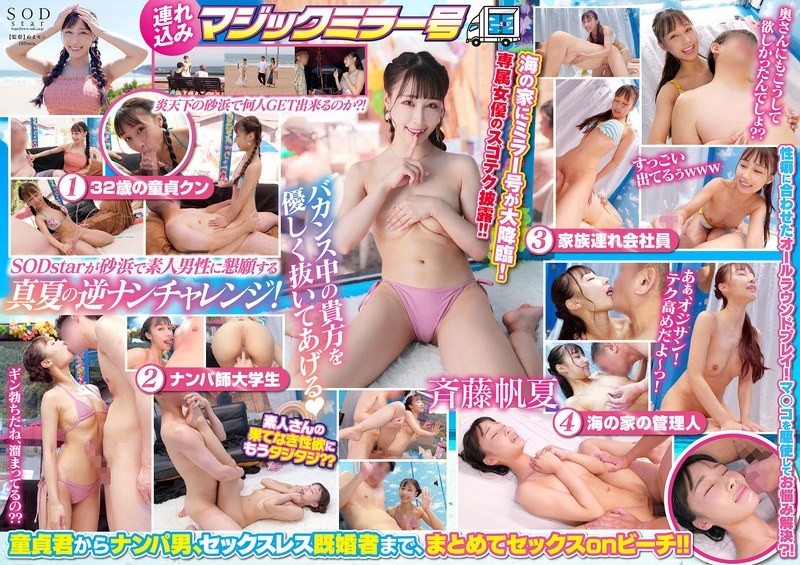 SOD
star
連れ
込み
マジックミラー号
炎天下の砂浜で何人GET出来るのか?!
1 32歳の童貞クン
SODstarが砂浜で素人男性に懇願する
真夏の逆ナンチャレンジ!
2 ナンパ師大学生
ギン勃ちだね、溜まってるの??
素人さんの
果てなき性欲に
もうタジタジ??
バカンス中の貴方を
優しく抜いてあげる♥
海の家にミラー号が大降臨!
専属女優のスゴテク披露!!
斉藤帆夏
奥さんにもこうして
欲しかったんでしょ??
すっごい
出てるぅwww
3 家族連れ会社員
あぁ、オジサン!
テク高めだよ~っ!
4 海の家の管理人
性癖に合わせたオールラウンドプレイ!マ〇コを駆使してお悩み解決?!
童貞君からナンパ男、セックスレス既婚者まで、まとめてセックスonビーチ!!